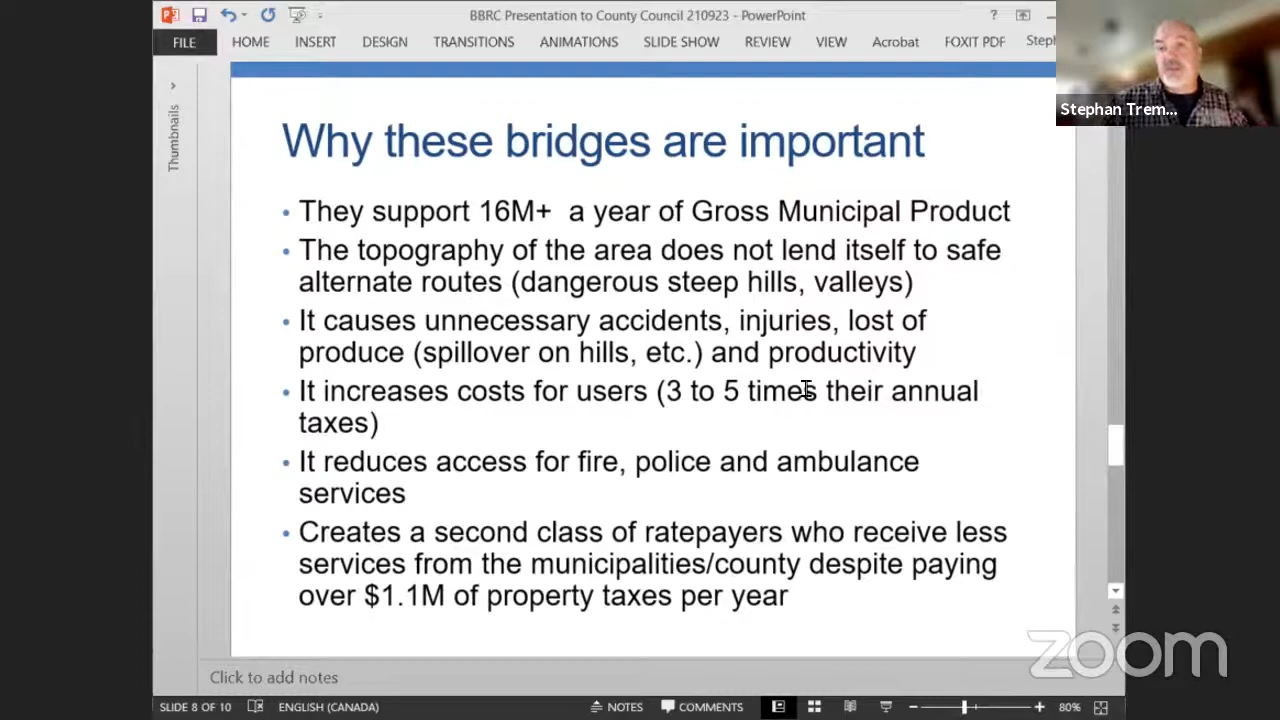 BBRC Presentation to County Council 210923 - PowerPoint
?
FILE HOME INSERT DESIGN TRANSITIONS ANIMATIONS SLIDE SHOW REVIEW VIEW Acrobat FOXIT PDF Steph
Stephan Trem...
Thumbnails
Why these bridges are important
• They support 16M+  a year of Gross Municipal Product
• The topography of the area does not lend itself to safe
alternate routes (dangerous steep hills, valleys)
• It causes unnecessary accidents, injuries, lost of
produce (spillover on hills, etc.) and productivity
• It increases costs for users (3 to 5 times their annual
taxes)
• It reduces access for fire, police and ambulance
services
• Creates a second class of ratepayers who receive less
services from the municipalities/county despite paying
over $1.1M of property taxes per year
zoom
Click to add notes
SLIDE 8 OF 10 ENGLISH (CANADA) NOTES COMMENTS 80%